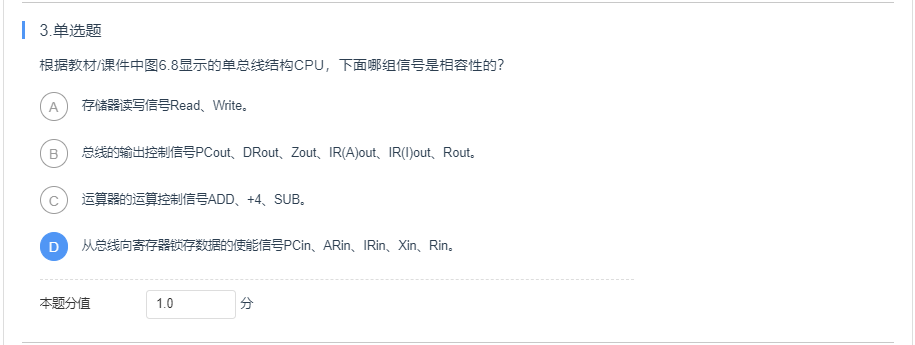 3.单选题
根据教材/课件中图6.8显示的单总线结构CPU，下面哪组信号是相容性的？
A 存储器读写信号Read、Write。
B 总线的输出控制信号PCout、DRout、Zout、IR(A)out、IR(I)out、Rout。
C 运算器的运算控制信号ADD、+4、SUB。
D 从总线向寄存器锁存数据的使能信号PCin、ARin、IRin、Xin、Rin。
本题分值 1.0 分